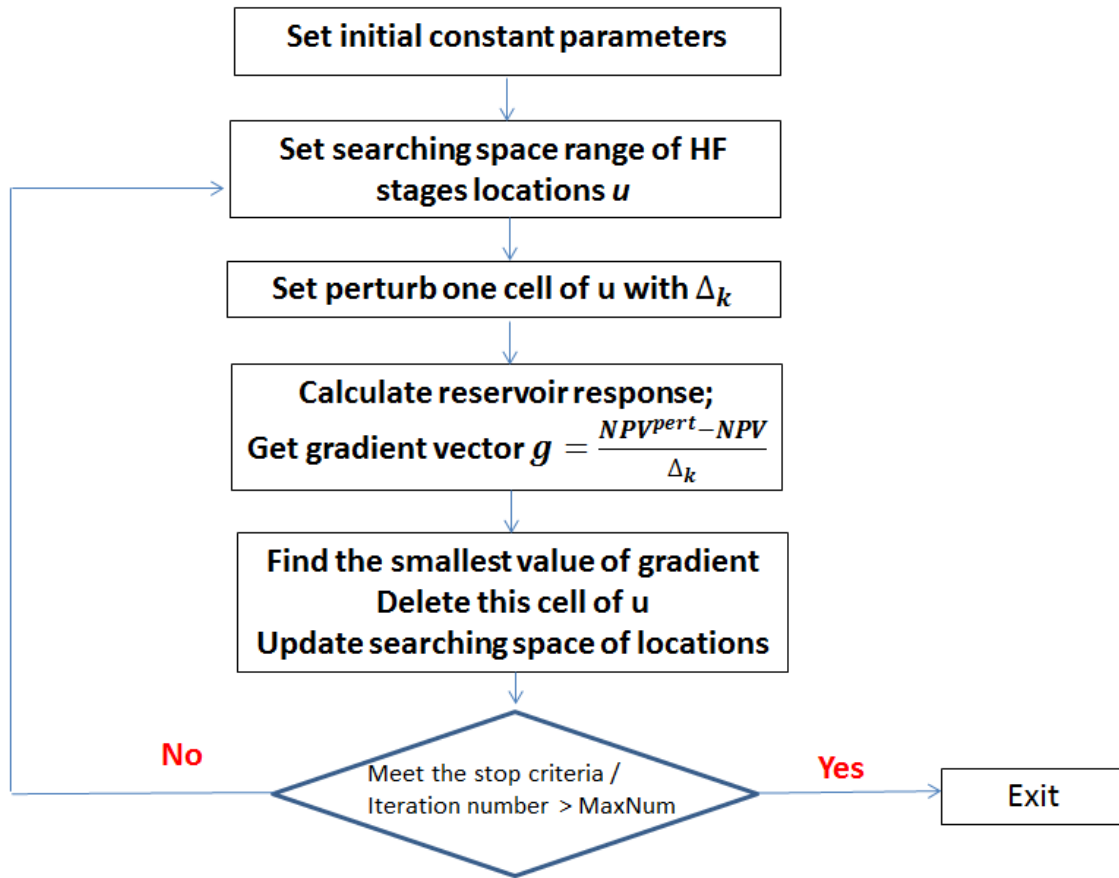 Set initial constant parameters
Set searching space range of HF
stages locations u
Set perturb one cell of u with Δₖ
Calculate reservoir response;
Get gradient vector g = (NPV^pert − NPV) / Δₖ
Find the smallest value of gradient
Delete this cell of u
Update searching space of locations
No
Meet the stop criteria /
Iteration number > MaxNum
Yes
Exit